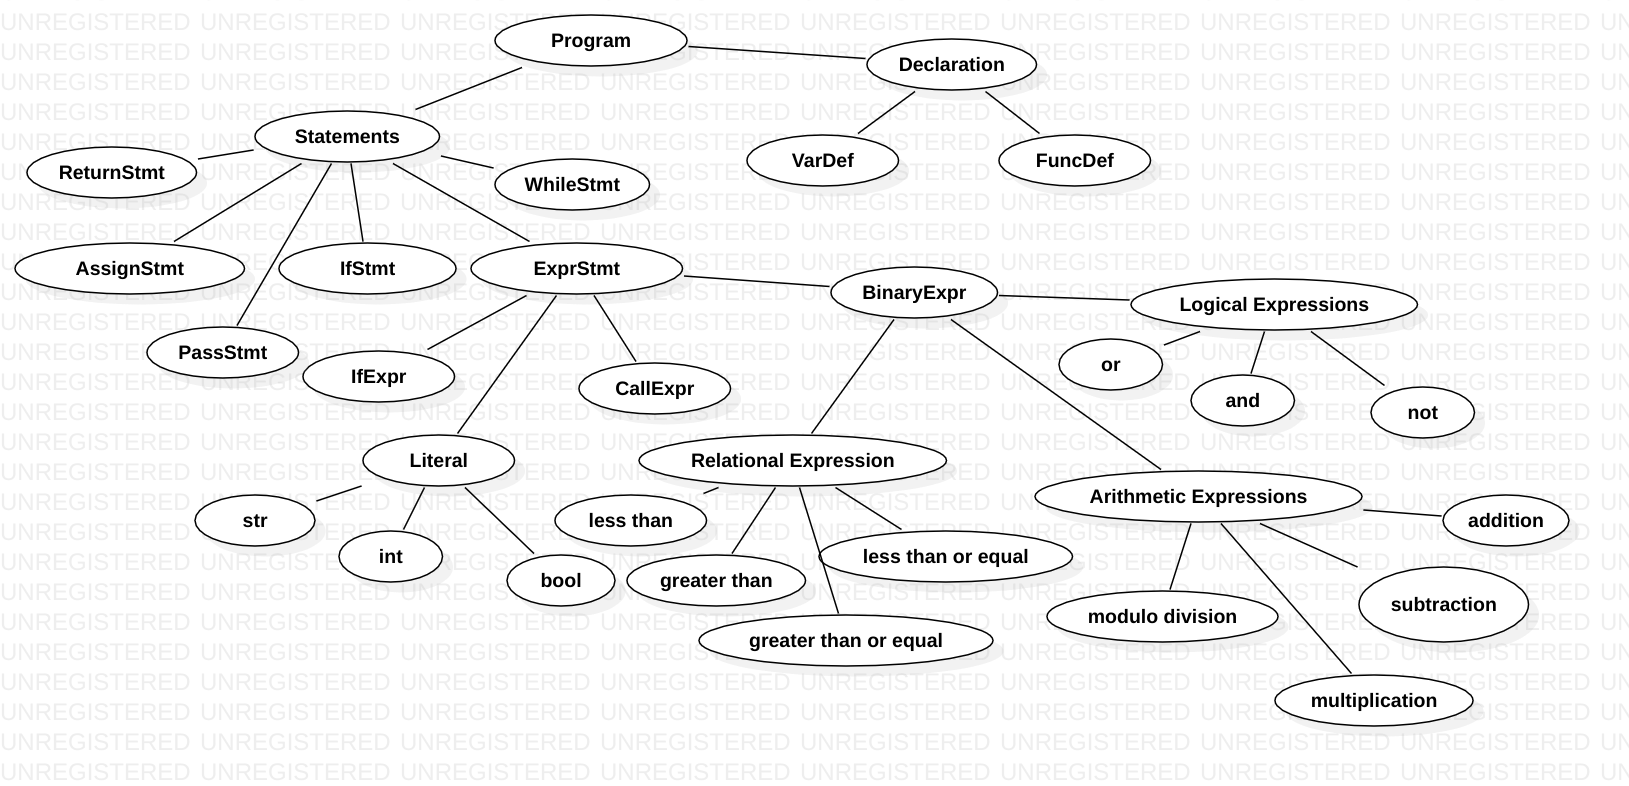 Program
Declaration
Statements
VarDef
FuncDef
ReturnStmt
WhileStmt
AssignStmt
IfStmt
ExprStmt
BinaryExpr
Logical Expressions
PassStmt
IfExpr
CallExpr
or
and
not
Literal
Relational Expression
Arithmetic Expressions
str
int
bool
less than
greater than
less than or equal
greater than or equal
addition
subtraction
modulo division
multiplication
UNREGISTERED